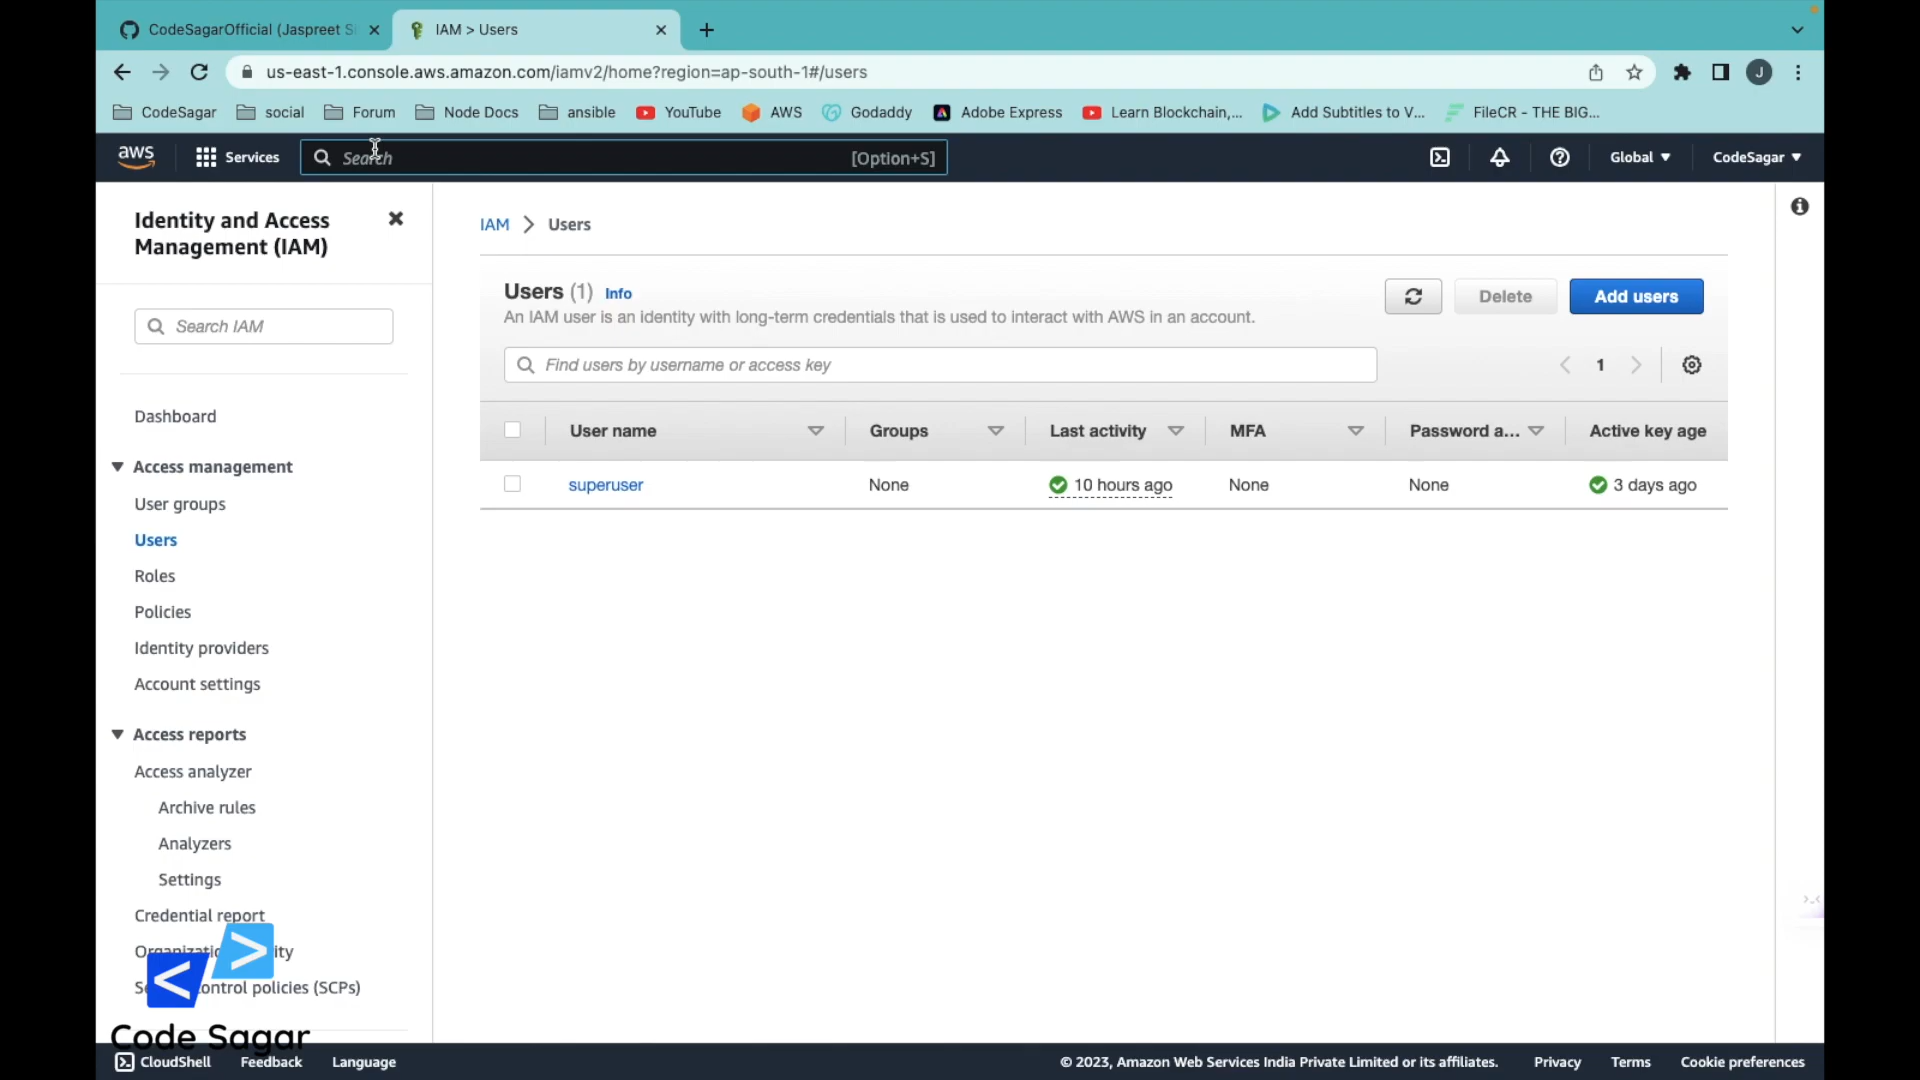 CodeSagarOfficial (Jaspreet Si
IAM > Users
us-east-1.console.aws.amazon.com/iamv2/home?region=ap-south-1#/users
J
CodeSagar
social
Forum
Node Docs
ansible
YouTube
AWS
Godaddy
Adobe Express
Learn Blockchain,...
Add Subtitles to V...
FileCR - THE BIG...
aws
Services
Search
[Option+S]
Global
CodeSagar
Identity and Access
Management (IAM)
Search IAM
Dashboard
Access management
User groups
Users
Roles
Policies
Identity providers
Account settings
Access reports
Access analyzer
Archive rules
Analyzers
Settings
Credential report
IAM > Users
Users (1) Info
An IAM user is an identity with long-term credentials that is used to interact with AWS in an account.
Delete
Add users
Find users by username or access key
1
User name
Groups
Last activity
MFA
Password a...
Active key age
superuser
None
10 hours ago
None
None
3 days ago
control policies (SCPs)
< / >
Code Sagar
CloudShell
Feedback
Language
© 2023, Amazon Web Services India Private Limited or its affiliates.
Privacy
Terms
Cookie preferences